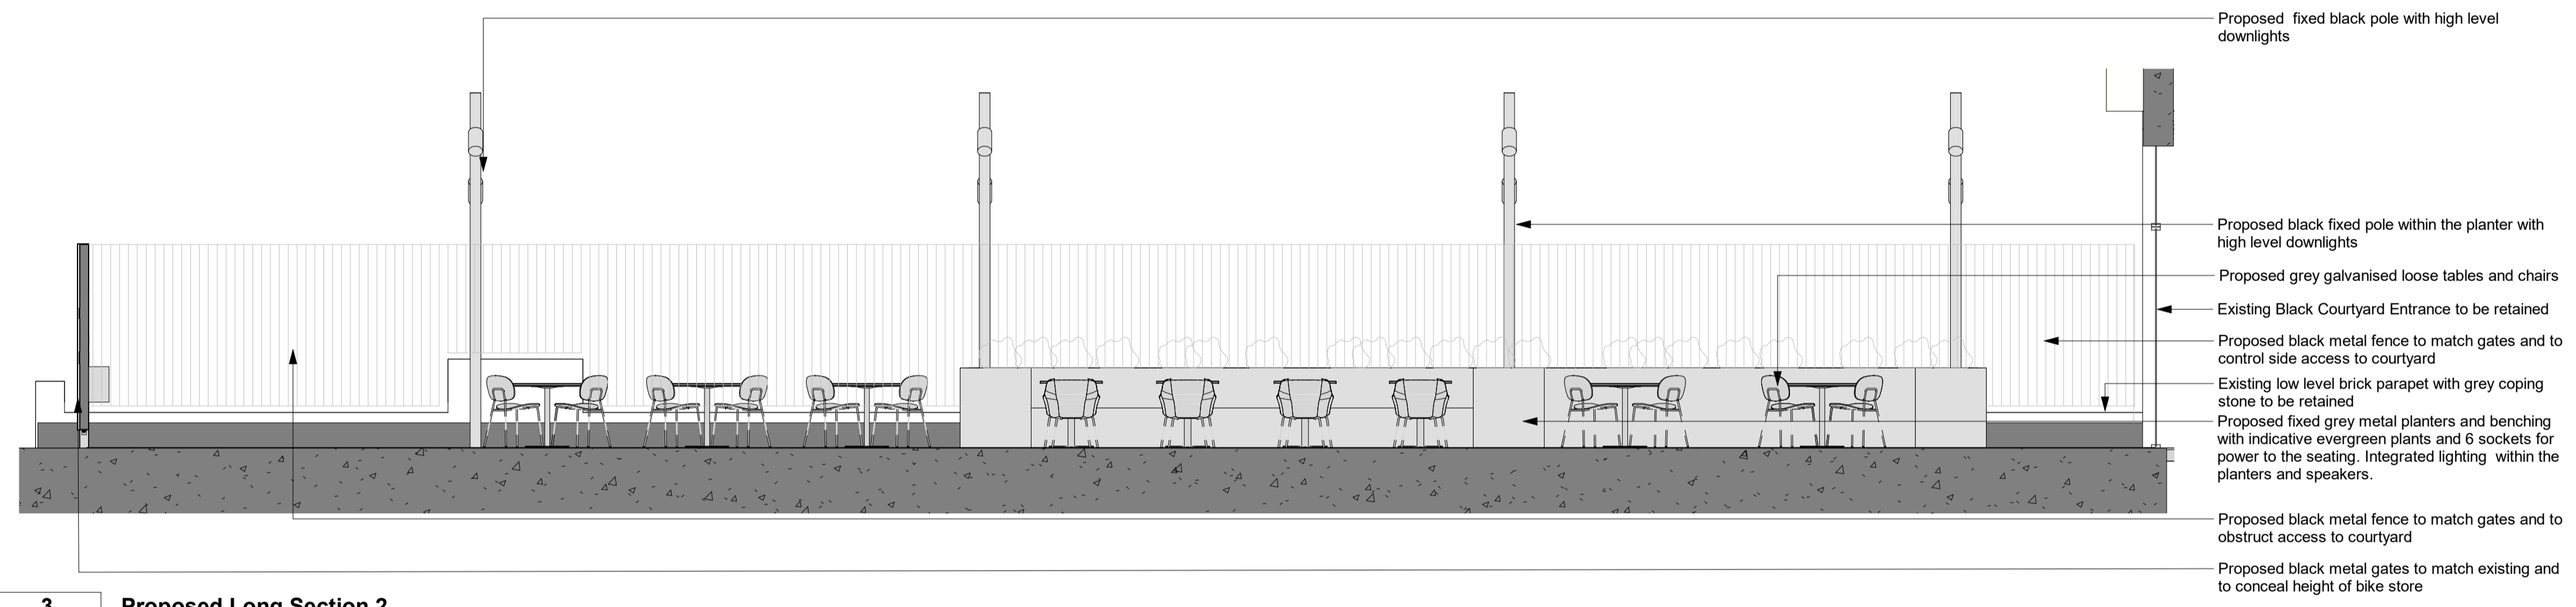 Proposed  fixed black pole with high level
downlights
Proposed black fixed pole within the planter with
high level downlights
Proposed grey galvanised loose tables and chairs
Existing Black Courtyard Entrance to be retained
Proposed black metal fence to match gates and to
control side access to courtyard
Existing low level brick parapet with grey coping
stone to be retained
Proposed fixed grey metal planters and benching
with indicative evergreen plants and 6 sockets for
power to the seating. Integrated lighting  within the
planters and speakers.
Proposed black metal fence to match gates and to
obstruct access to courtyard
Proposed black metal gates to match existing and
to conceal height of bike store
3 Proposed Long Section 2